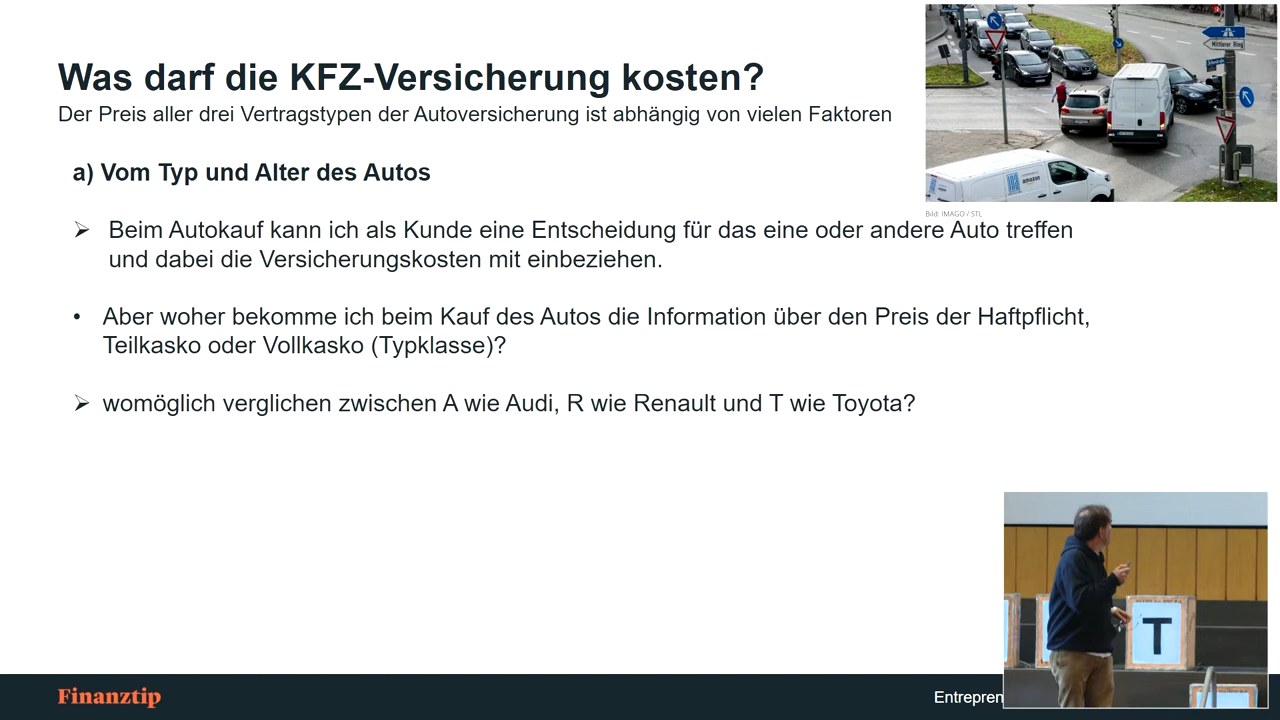 Was darf die KFZ-Versicherung kosten?
Der Preis aller drei Vertragstypen der Autoversicherung ist abhängig von vielen Faktoren
Mittlerer Ring
amazon
Bild: IMAGO / STL
a) Vom Typ und Alter des Autos
➢ Beim Autokauf kann ich als Kunde eine Entscheidung für das eine oder andere Auto treffen
und dabei die Versicherungskosten mit einbeziehen.
• Aber woher bekomme ich beim Kauf des Autos die Information über den Preis der Haftpflicht,
Teilkasko oder Vollkasko (Typklasse)?
➢ womöglich verglichen zwischen A wie Audi, R wie Renault und T wie Toyota?
T
Finanztip
Entrepren